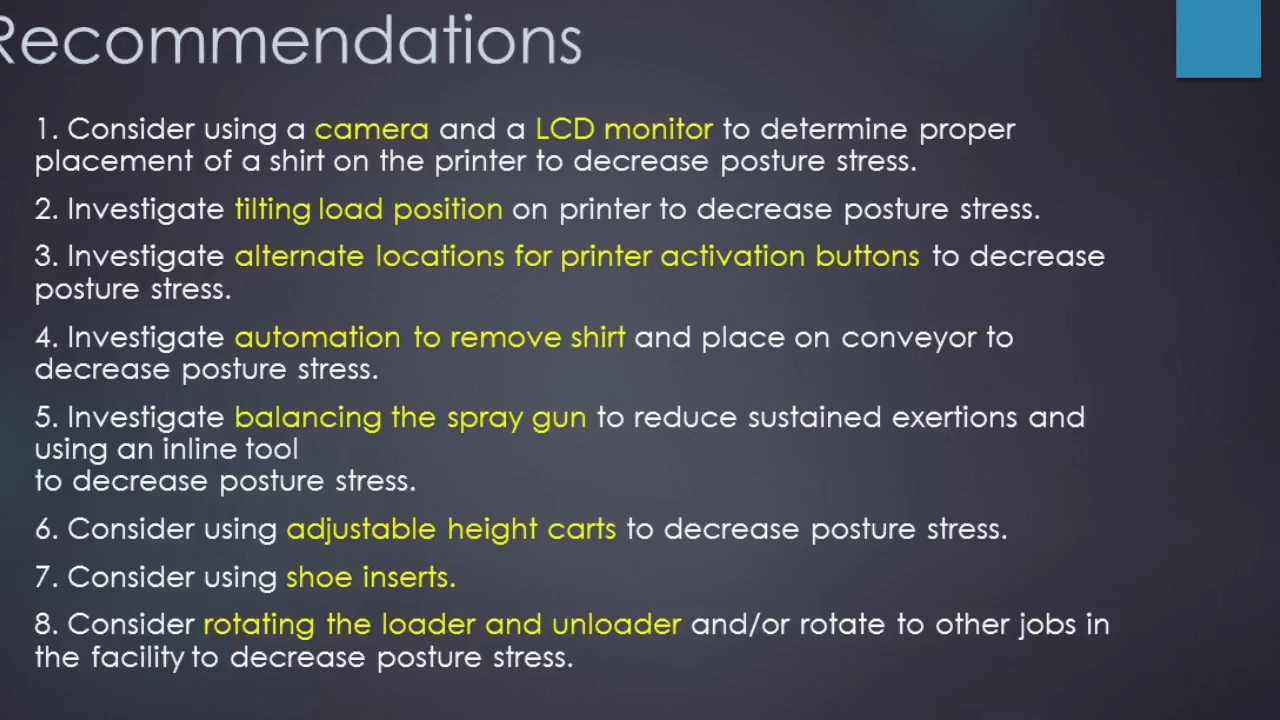 Recommendations
1. Consider using a camera and a LCD monitor to determine proper
placement of a shirt on the printer to decrease posture stress.
2. Investigate tilting load position on printer to decrease posture stress.
3. Investigate alternate locations for printer activation buttons to decrease
posture stress.
4. Investigate automation to remove shirt and place on conveyor to
decrease posture stress.
5. Investigate balancing the spray gun to reduce sustained exertions and
using an inline tool
to decrease posture stress.
6. Consider using adjustable height carts to decrease posture stress.
7. Consider using shoe inserts.
8. Consider rotating the loader and unloader and/or rotate to other jobs in
the facility to decrease posture stress.